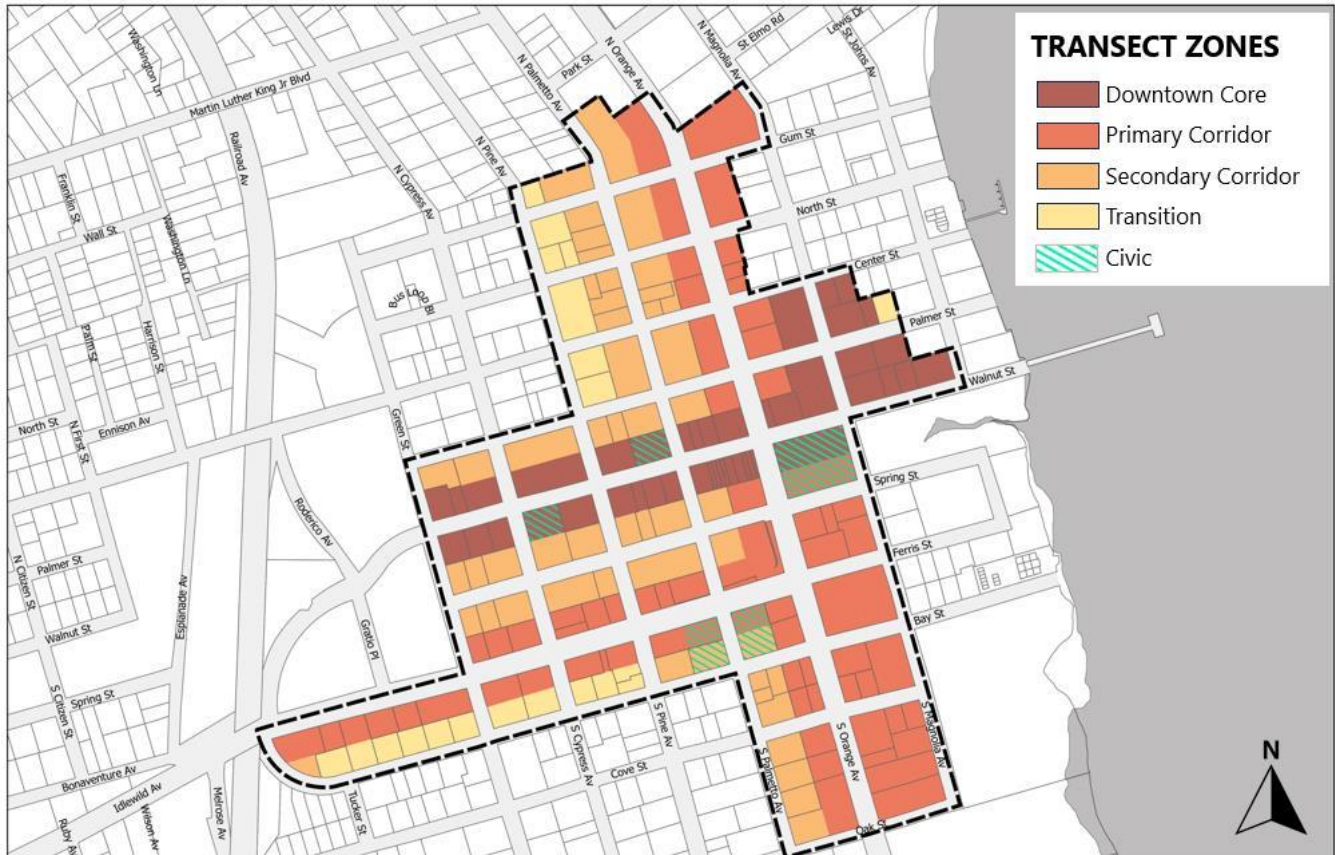 TRANSECT ZONES
Downtown Core
Primary Corridor
Secondary Corridor
Transition
Civic
N
Washington Ln
Martin Luther King Jr Blvd
Railroad Av
N Palmetto Av
Park St
N Orange Av
N Magnolia Av
St Elmo Rd
Lewis Dr
St Johns Av
Gum St
N Pine Av
N Cypress Av
Franklin St
Wall St
Washington Ln
North St
Center St
Bus Loop Bl
Palmer St
Palm St
Harrison St
Walnut St
North St
N First St
Ennison Av
Green St
Spring St
Roderico Av
Ferris St
N Citizen St
Palmer St
Esplanade Av
Bay St
Walnut St
Gratio Pl
S Citizen St
Spring St
S Pine Av
S Cypress Av
S Orange Av
S Magnolia Av
Cove St
S Palmetto Av
Bonaventure Av
Idlewild Av
Melrose Av
Tucker St
Wilson Av
Ruby Av
Oak St